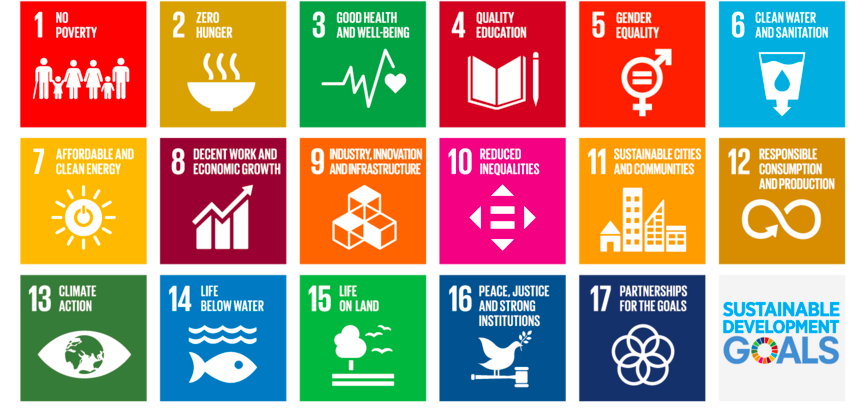 1 NO
POVERTY
2 ZERO
HUNGER
3 GOOD HEALTH
AND WELL-BEING
4 QUALITY
EDUCATION
5 GENDER
EQUALITY
6 CLEAN WATER
AND SANITATION
7 AFFORDABLE AND
CLEAN ENERGY
8 DECENT WORK AND
ECONOMIC GROWTH
9 INDUSTRY, INNOVATION
AND INFRASTRUCTURE
10 REDUCED
INEQUALITIES
11 SUSTAINABLE CITIES
AND COMMUNITIES
12 RESPONSIBLE
CONSUMPTION
AND PRODUCTION
13 CLIMATE
ACTION
14 LIFE
BELOW WATER
15 LIFE
ON LAND
16 PEACE, JUSTICE
AND STRONG
INSTITUTIONS
17 PARTNERSHIPS
FOR THE GOALS
SUSTAINABLE
DEVELOPMENT
GOALS